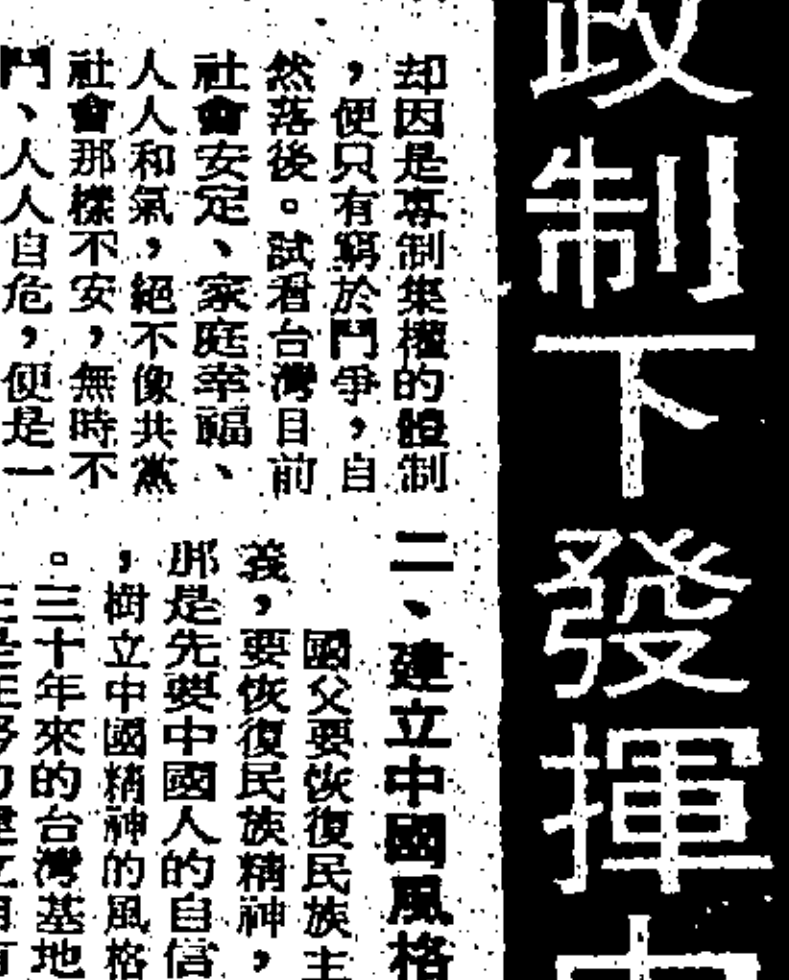 政制下發揮中
却因是專制集權的體制
，便只有窮於鬥爭，自
然落後。試看台灣目前
社會安定、家庭幸福、
人人和氣，絕不像共黨
社會那樣不安，無時不
鬥、人人自危，便是一
二、建立中國風格
國父要恢復民族主
義，要恢復民族精神，
那是先要中國人的自信
，樹立中國精神的風格
。三十年來的台灣基地